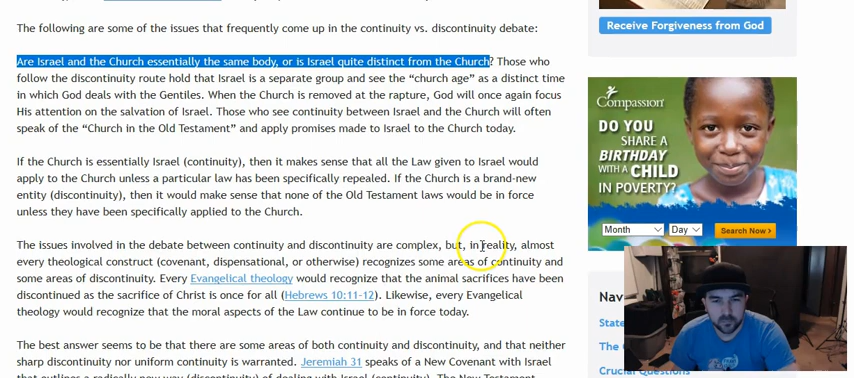 The following are some of the issues that frequently come up in the continuity vs. discontinuity debate:
Are Israel and the Church essentially the same body, or is Israel quite distinct from the Church? Those who
follow the discontinuity route hold that Israel is a separate group and see the “church age” as a distinct time
in which God deals with the Gentiles. When the Church is removed at the rapture, God will once again focus
His attention on the salvation of Israel. Those who see continuity between Israel and the Church will often
speak of the “Church in the Old Testament” and apply promises made to Israel to the Church today.
If the Church is essentially Israel (continuity), then it makes sense that all the Law given to Israel would
apply to the Church unless a particular law has been specifically repealed. If the Church is a brand-new
entity (discontinuity), then it would make sense that none of the Old Testament laws would be in force
unless they have been specifically applied to the Church.
The issues involved in the debate between continuity and discontinuity are complex, but, in reality, almost
every theological construct (covenant, dispensational, or otherwise) recognizes some areas of continuity and
some areas of discontinuity. Every Evangelical theology would recognize that the animal sacrifices have been
discontinued as the sacrifice of Christ is once for all (Hebrews 10:11-12). Likewise, every Evangelical
theology would recognize that the moral aspects of the Law continue to be in force today.
The best answer seems to be that there are some areas of both continuity and discontinuity, and that neither
sharp discontinuity nor uniform continuity is warranted. Jeremiah 31 speaks of a New Covenant with Israel
that outlines a radically new way (discontinuity) of dealing with Israel (continuity). The New Testament
Receive Forgiveness from God
Compassion
DO YOU
SHARE A
BIRTHDAY
WITH A CHILD
IN POVERTY?
Month
Day
Search Now >
Nav
State
The
Crucial Questions